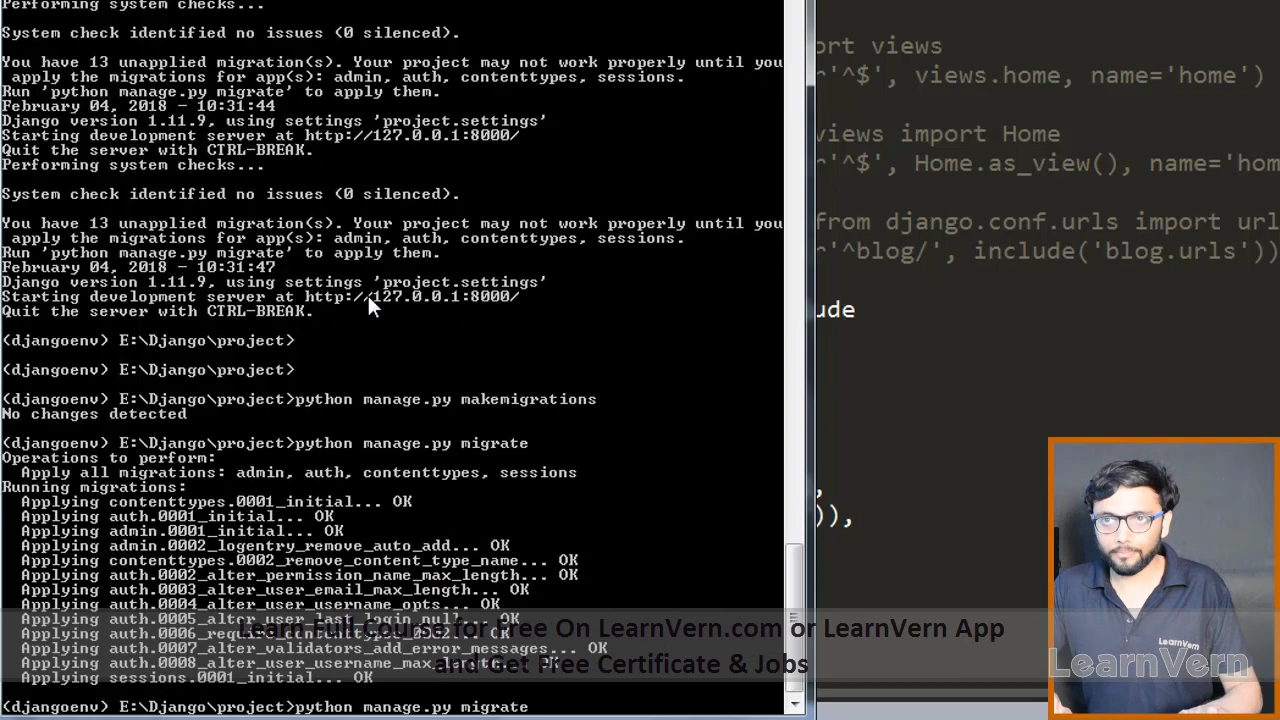 Performing system checks...
System check identified no issues (0 silenced).
You have 13 unapplied migration(s). Your project may not work properly until you
apply the migrations for app(s): admin, auth, contenttypes, sessions.
Run 'python manage.py migrate' to apply them.
February 04, 2018 - 10:31:44
Django version 1.11.9, using settings 'project.settings'
Starting development server at http://127.0.0.1:8000/
Quit the server with CTRL-BREAK.
Performing system checks...
System check identified no issues (0 silenced).
You have 13 unapplied migration(s). Your project may not work properly until you
apply the migrations for app(s): admin, auth, contenttypes, sessions.
Run 'python manage.py migrate' to apply them.
February 04, 2018 - 10:31:47
Django version 1.11.9, using settings 'project.settings'
Starting development server at http://127.0.0.1:8000/
Quit the server with CTRL-BREAK.
(djangoenv) E:\Django\project>
(djangoenv) E:\Django\project>
(djangoenv) E:\Django\project>python manage.py makemigrations
No changes detected
(djangoenv) E:\Django\project>python manage.py migrate
Operations to perform:
Apply all migrations: admin, auth, contenttypes, sessions
Running migrations:
Applying contenttypes.0001_initial... OK
Applying auth.0001_initial... OK
Applying admin.0001_initial... OK
Applying admin.0002_logentry_remove_auto_add... OK
Applying contenttypes.0002_remove_content_type_name... OK
Applying auth.0002_alter_permission_name_max_length... OK
Applying auth.0003_alter_user_email_max_length... OK
Applying auth.0004_alter_user_username_opts... OK
Applying auth.0005_alter_user_last_login_null... OK
Applying OK
Applying auth.0007_alter_validators_add_error_messages... OK
Applying auth.0008_alter_user_username_max_length... OK
Applying sessions.0001_initial... OK
(djangoenv) E:\Django\project>python manage.py migrate
ort views
'^$', views.home, name='home')
views import Home
'^$', Home.as_view(), name='hom
from django.conf.urls import url
'^blog/', include('blog.urls'))
ude
,
)),
Learn Full Course for Free On LearnVern.com or LearnVern App
and Get Free Certificate & Jobs
LearnVern
LearnVern